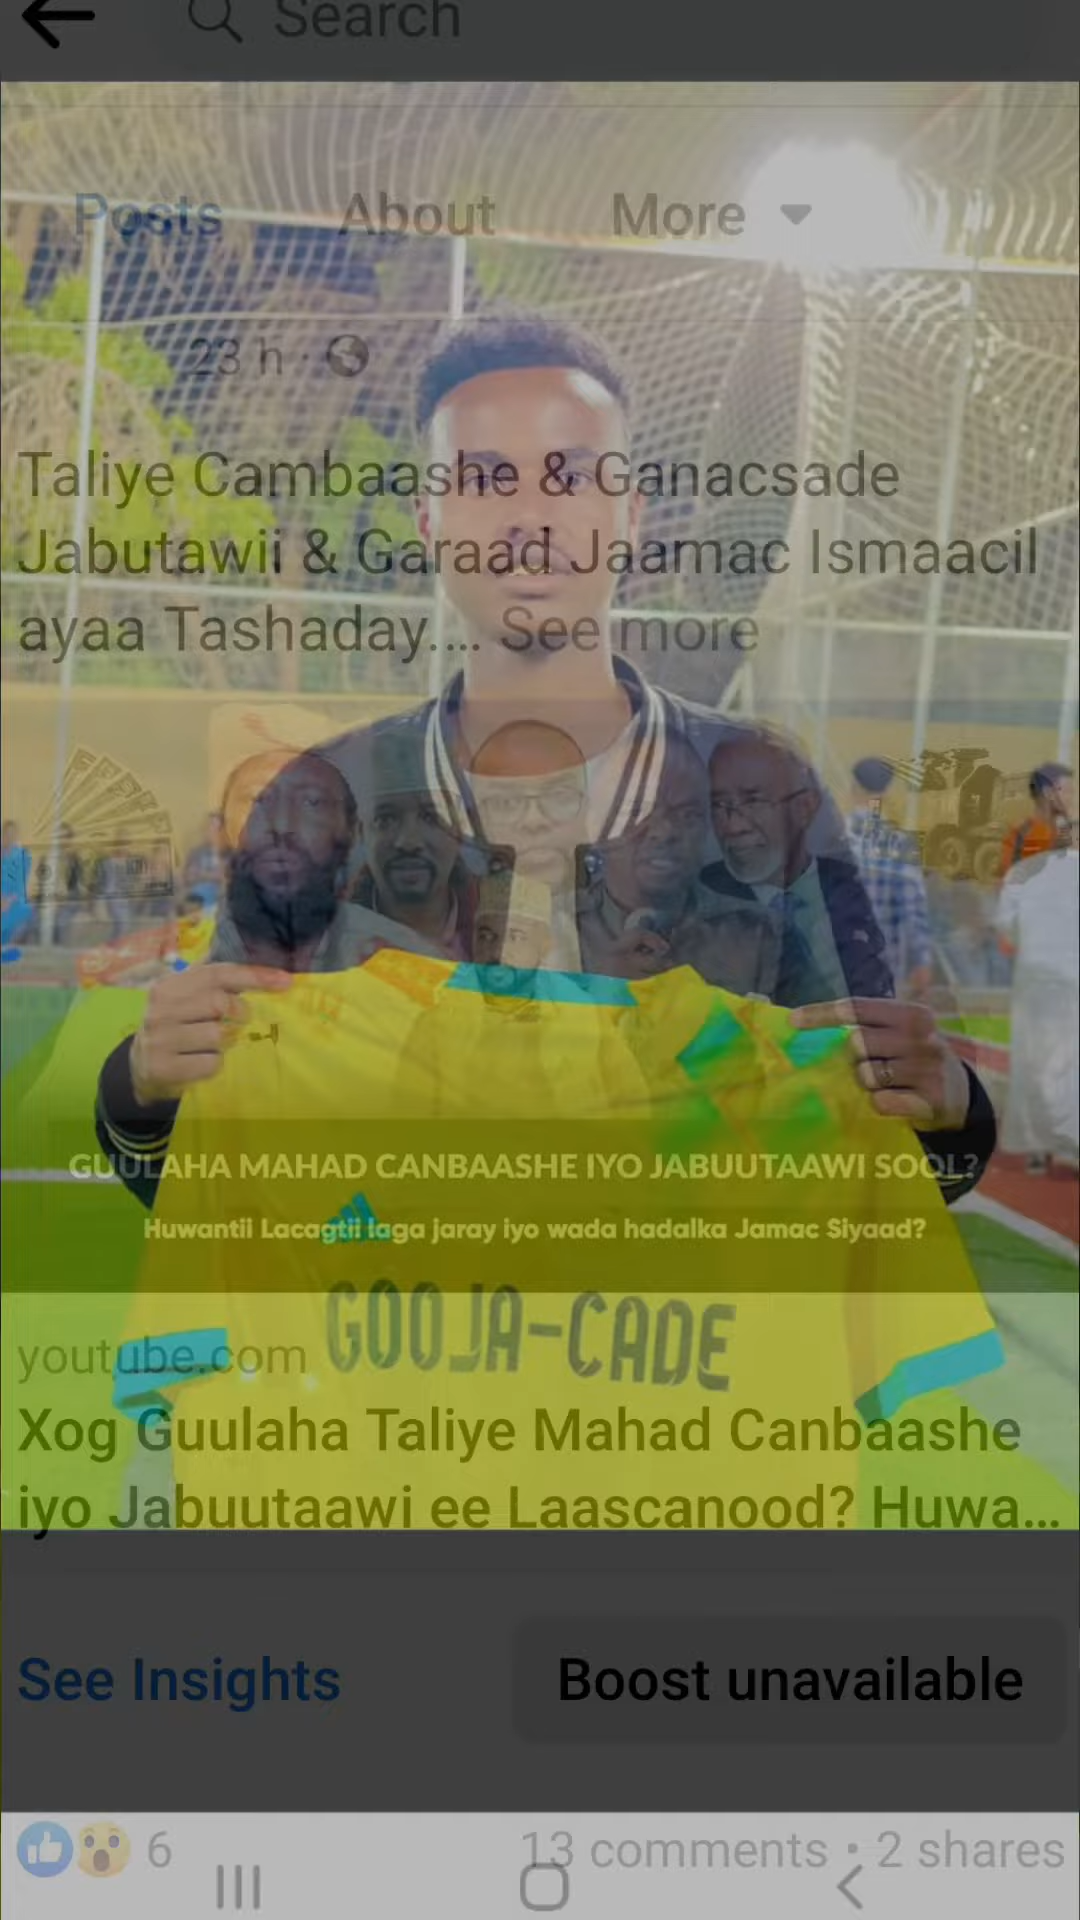 Search
Posts
About
More
23 h ·
Taliye Cambaashe & Ganacsade
Jabutawii & Garaad Jaamac Ismaacil
ayaa Tashaday.... See more
GUULAHA MAHAD CANBAASHE IYO JABUUTAAWI SOOL?
Huwantii Lacagtii laga jaray iyo wada hadalka Jamac Siyaad?
GOOJA-CADE
youtube.com
Xog Guulaha Taliye Mahad Canbaashe
iyo Jabuutaawi ee Laascanood? Huwa...
See Insights
Boost unavailable
6
13 comments • 2 shares